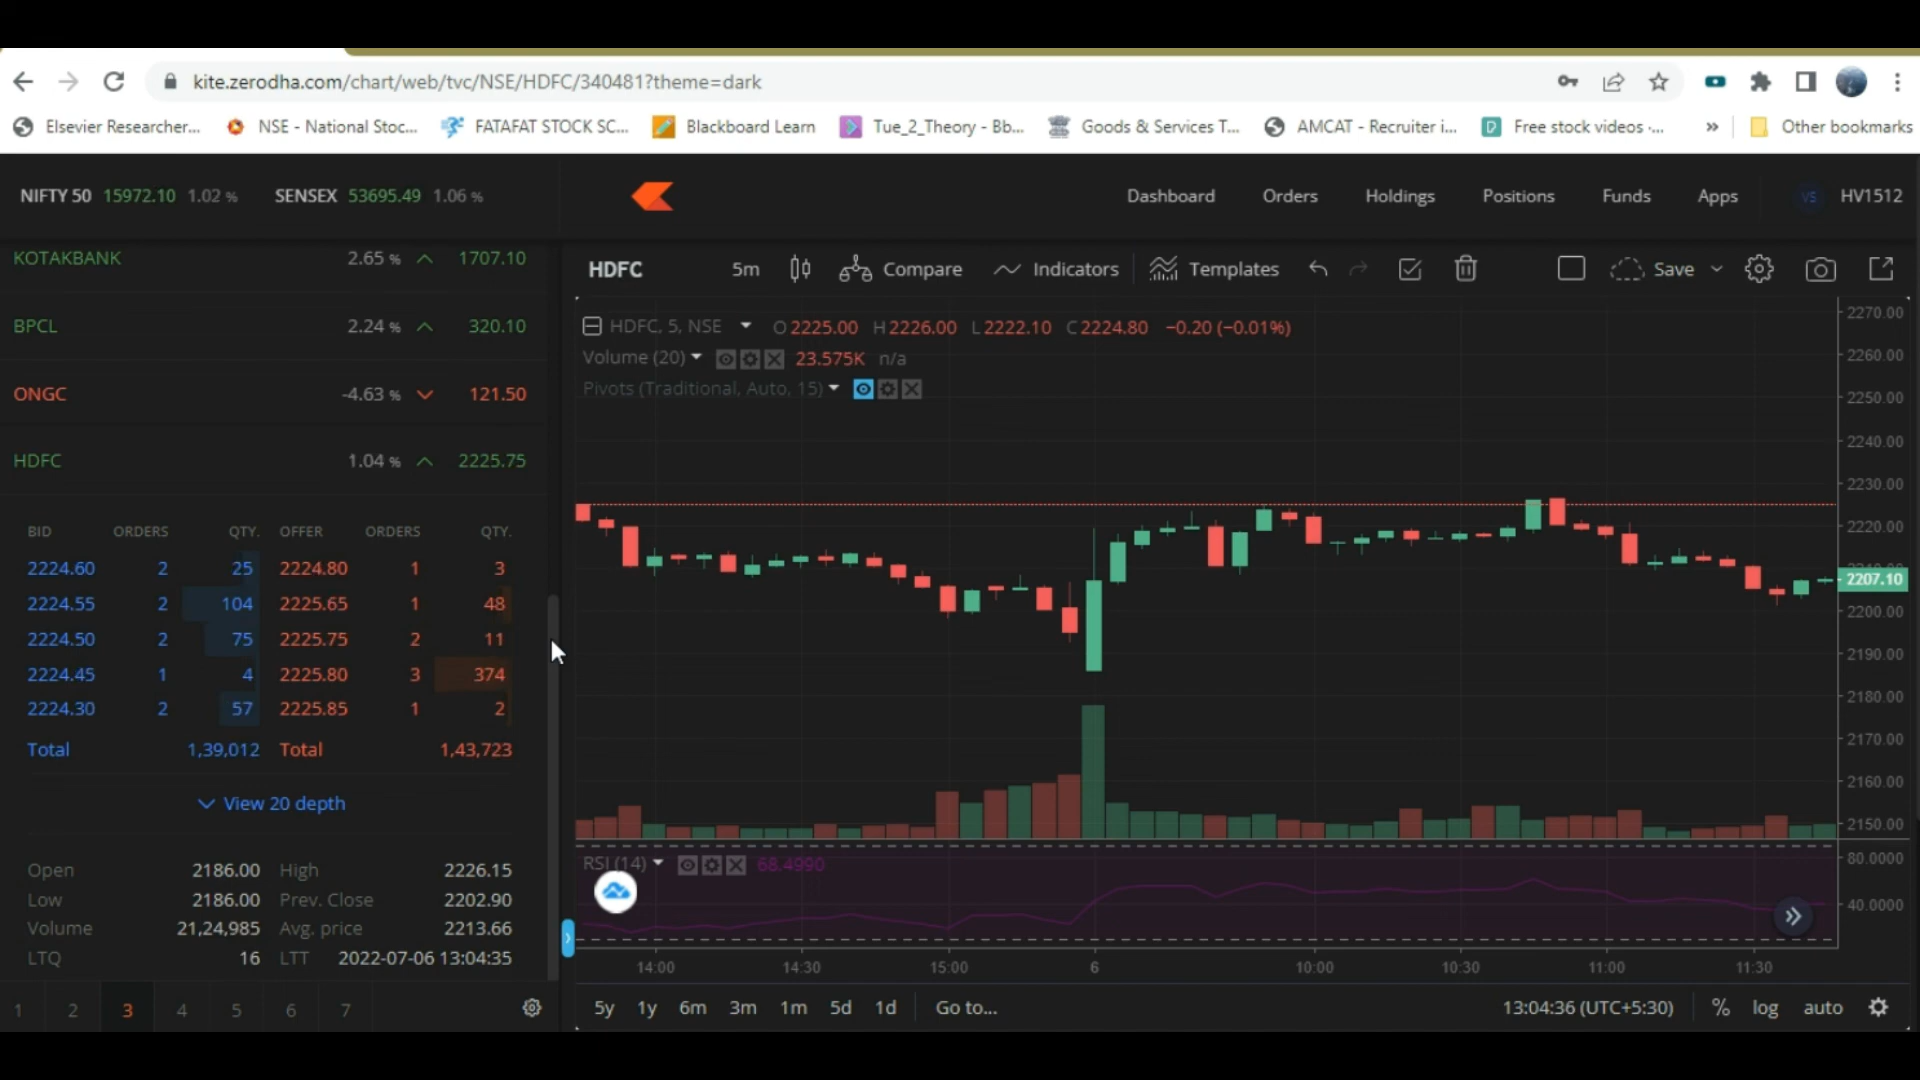 kite.zerodha.com/chart/web/tvc/NSE/HDFC/340481?theme=dark
Elsevier Researcher... NSE - National Stoc... FATAFAT STOCK SC... Blackboard Learn Tue_2_Theory - Bb... Goods & Services T... AMCAT - Recruiter i... Free stock videos -... » Other bookmarks
NIFTY 50 15972.10 1.02 % SENSEX 53695.49 1.06 % Dashboard Orders Holdings Positions Funds Apps VS HV1512
KOTAKBANK 2.65 % 1707.10
BPCL 2.24 % 320.10
ONGC -4.63 % 121.50
HDFC 1.04 % 2225.75
BID ORDERS QTY. OFFER ORDERS QTY.
2224.60 2 25 2224.80 1 3
2224.55 2 104 2225.65 1 48
2224.50 2 75 2225.75 2 11
2224.45 1 4 2225.80 3 374
2224.30 2 57 2225.85 1 2
Total 1,39,012 Total 1,43,723
View 20 depth
Open 2186.00 High 2226.15
Low 2186.00 Prev. Close 2202.90
Volume 21,24,985 Avg. price 2213.66
LTQ 16 LTT 2022-07-06 13:04:35
1 2 3 4 5 6 7
HDFC 5m Compare Indicators Templates Save
HDFC, 5, NSE O 2225.00 H 2226.00 L 2222.10 C 2224.80 −0.20 (−0.01%)
Volume (20) 23.575K n/a
Pivots (Traditional, Auto, 15)
2270.00
2260.00
2250.00
2240.00
2230.00
2220.00
2207.10
2200.00
2190.00
2180.00
2170.00
2160.00
2150.00
RSI (14) 68.4990
80.0000
40.0000
14:00 14:30 15:00 6 10:00 10:30 11:00 11:30
5y 1y 6m 3m 1m 5d 1d Go to... 13:04:36 (UTC+5:30) % log auto